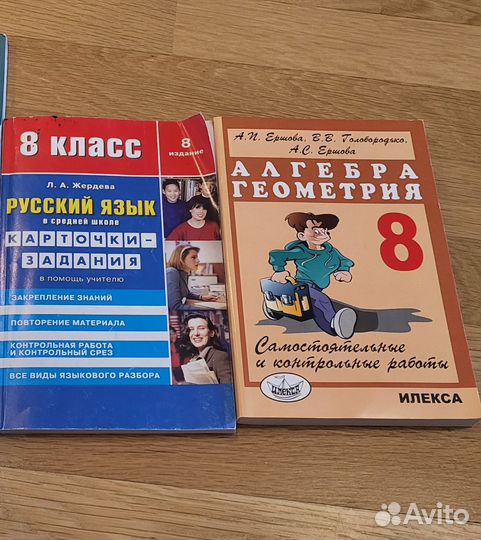 8 КЛАСС
8
издание
Л. А. Жердева
РУССКИЙ ЯЗЫК
в средней школе
КАРТОЧКИ-
ЗАДАНИЯ
в помощь учителю
ЗАКРЕПЛЕНИЕ ЗНАНИЙ
ПОВТОРЕНИЕ МАТЕРИАЛА
КОНТРОЛЬНАЯ РАБОТА
И КОНТРОЛЬНЫЙ СРЕЗ
ВСЕ ВИДЫ ЯЗЫКОВОГО РАЗБОРА
А.П. Ершова, В.В. Голобородько,
А.С. Ершова
АЛГЕБРА
ГЕОМЕТРИЯ
8
Самостоятельные
и контрольные работы
ИЛЕКСА
ИЛЕКСА
Avito